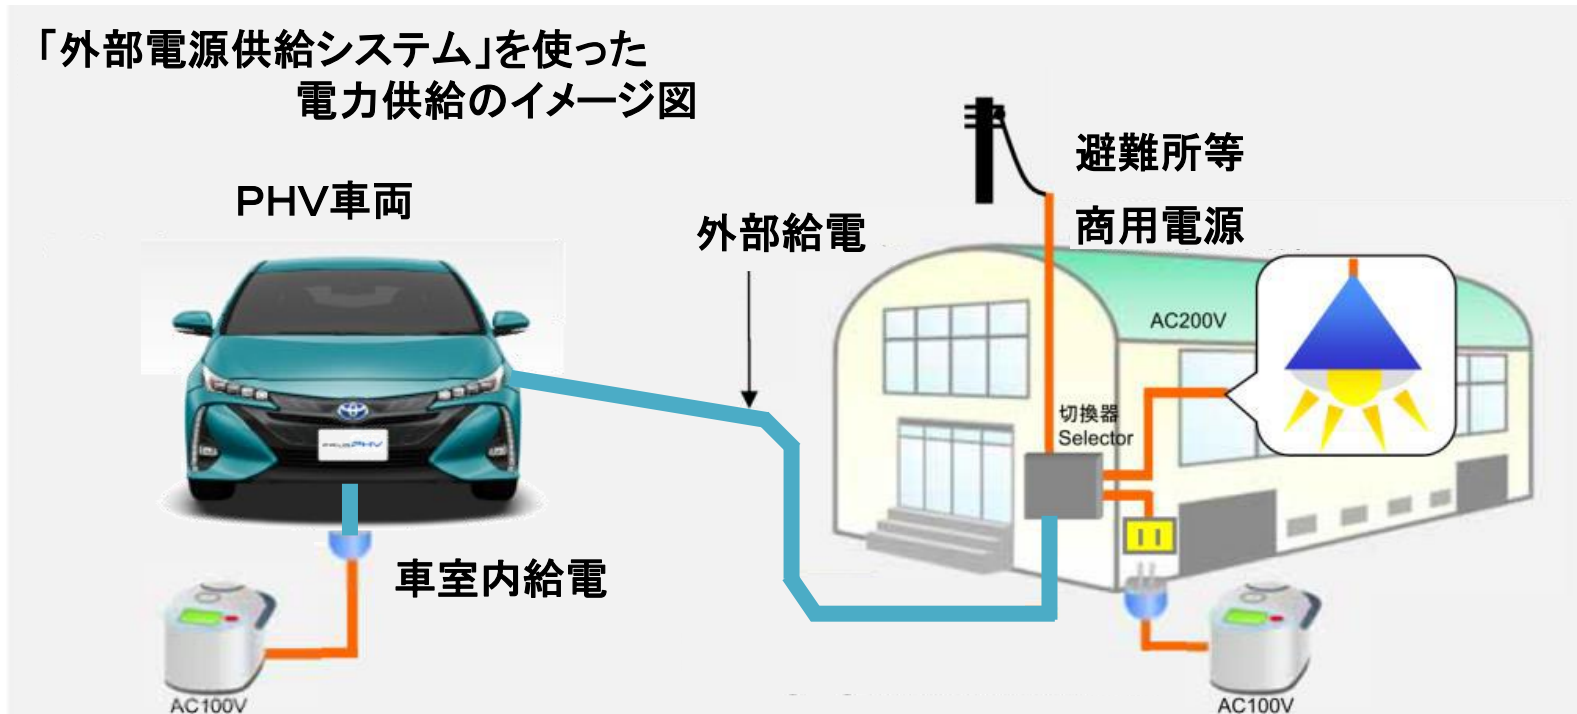 「外部電源供給システム」を使った
電力供給のイメージ図
PHV車両
外部給電
避難所等
商用電源
AC200V
切換器
Selector
PHV
車室内給電
AC100V
AC100V